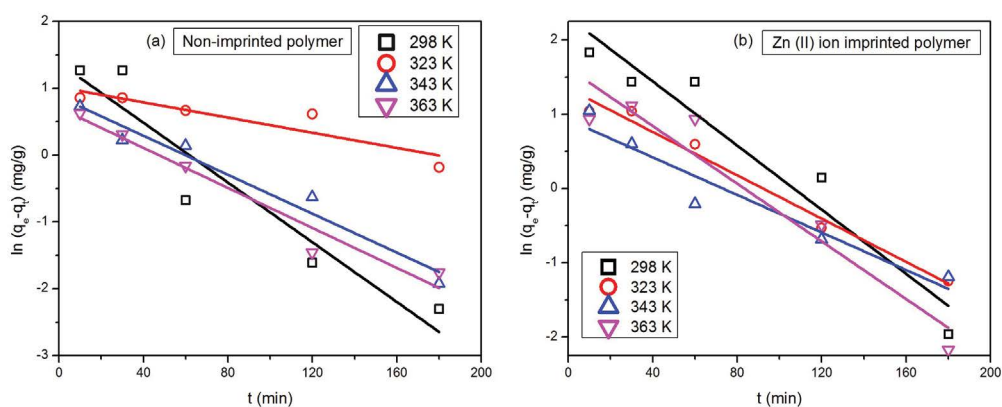 (a) Non-imprinted polymer
298 K
323 K
343 K
363 K
2
1
0
-1
-2
-3
0 40 80 120 160 200
t (min)
ln (qe-qt) (mg/g)
(b) Zn (II) ion imprinted polymer
298 K
323 K
343 K
363 K
2
1
0
-1
-2
0 40 80 120 160 200
t (min)
ln (qe-qt) (mg/g)